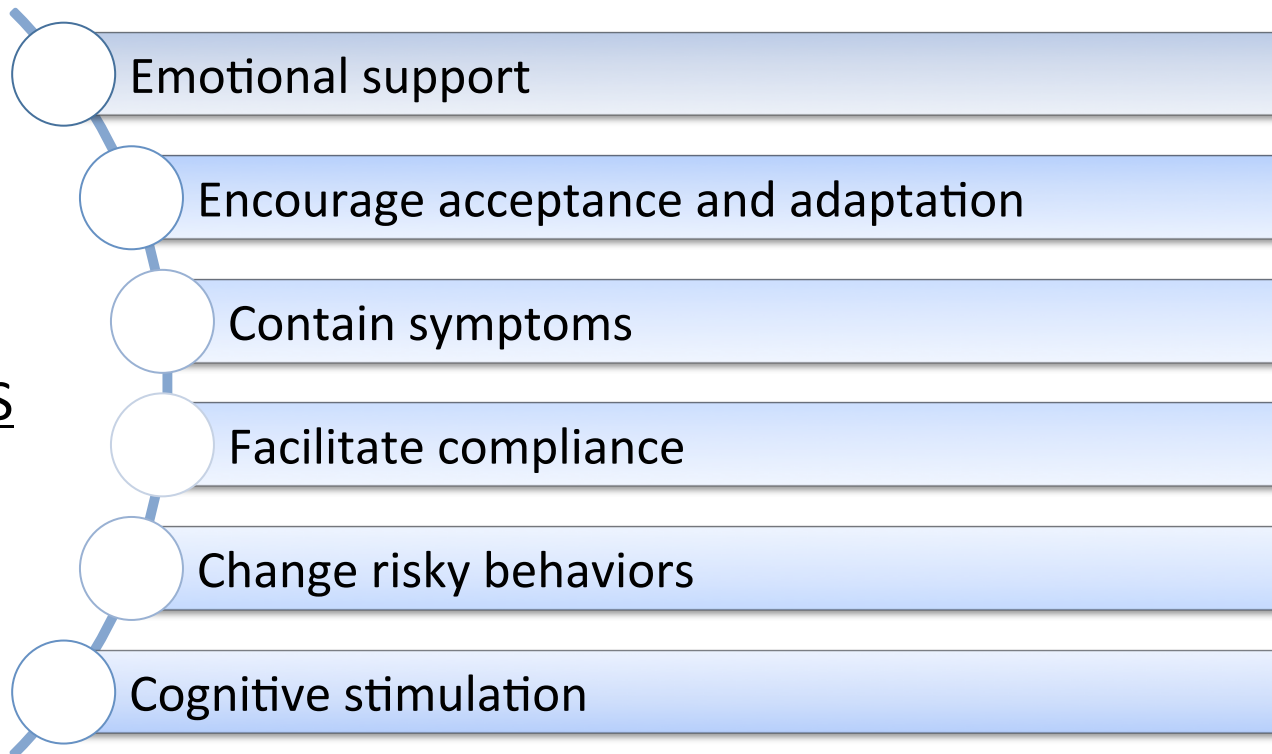 Emotional support
Encourage acceptance and adaptation
Contain symptoms
S
Facilitate compliance
Change risky behaviors
Cognitive stimulation